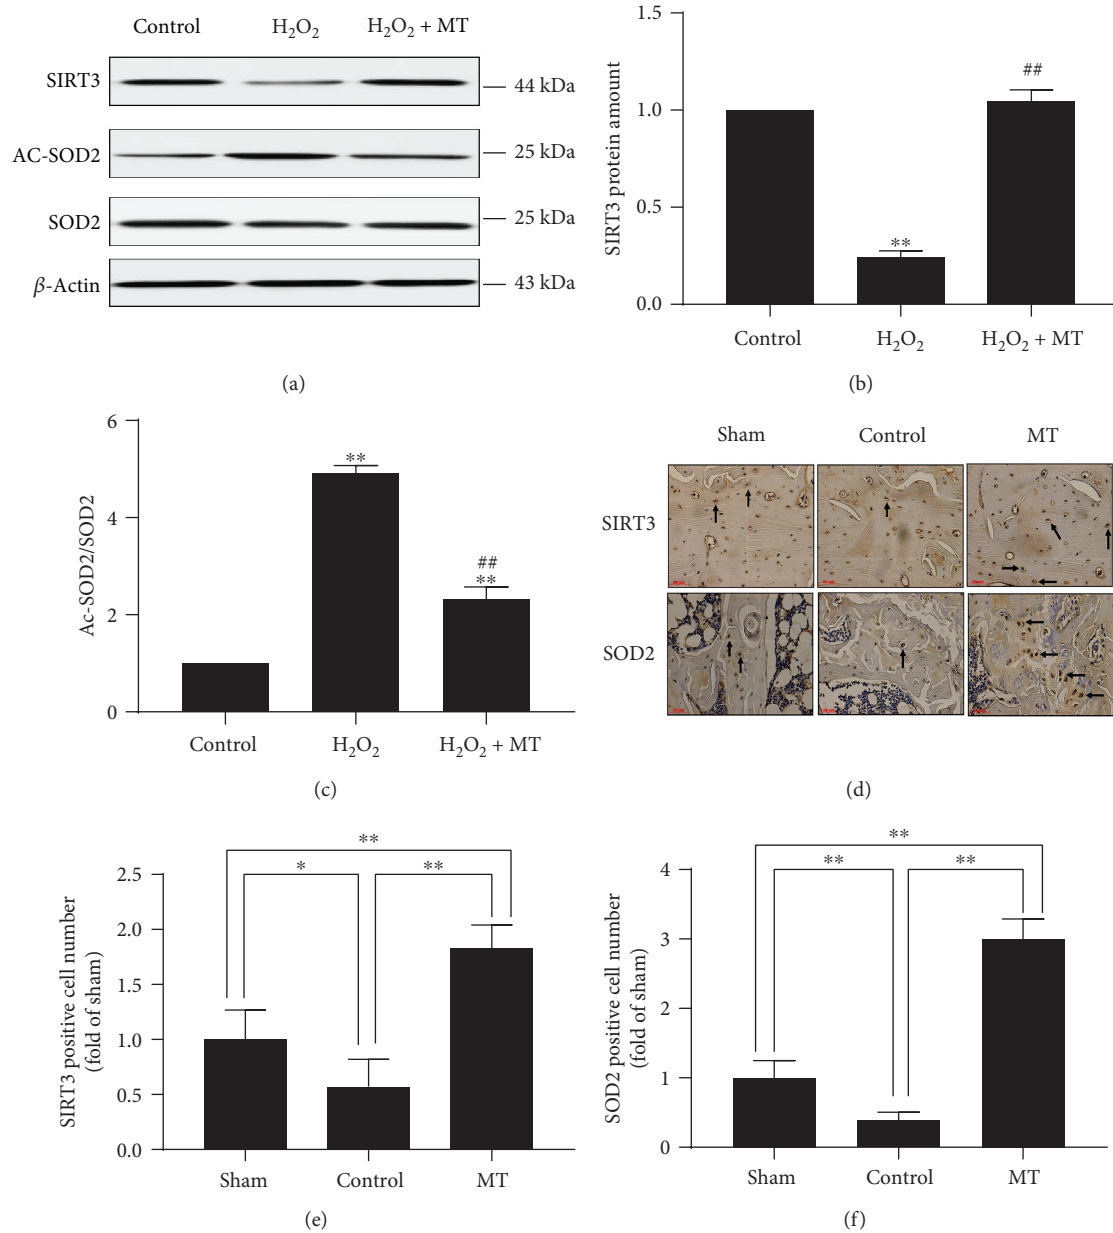 Control H₂O₂ H₂O₂ + MT
SIRT3
44 kDa
AC-SOD2
25 kDa
SOD2
25 kDa
β-Actin
43 kDa
(a)
SIRT3 protein amount
1.0
0.5
0.0
##
**
Control H₂O₂ H₂O₂ + MT
(b)
Ac-SOD2/SOD2
6
4
2
0
**
##
**
Control H₂O₂ H₂O₂ + MT
(c)
Sham Control MT
SIRT3
SOD2
(d)
SIRT3 positive cell number
(fold of sham)
2.5
2.0
1.5
1.0
0.5
0.0
**
* **
Sham Control MT
(e)
SOD2 positive cell number
(fold of sham)
4
3
2
1
0
**
** **
Sham Control MT
(f)